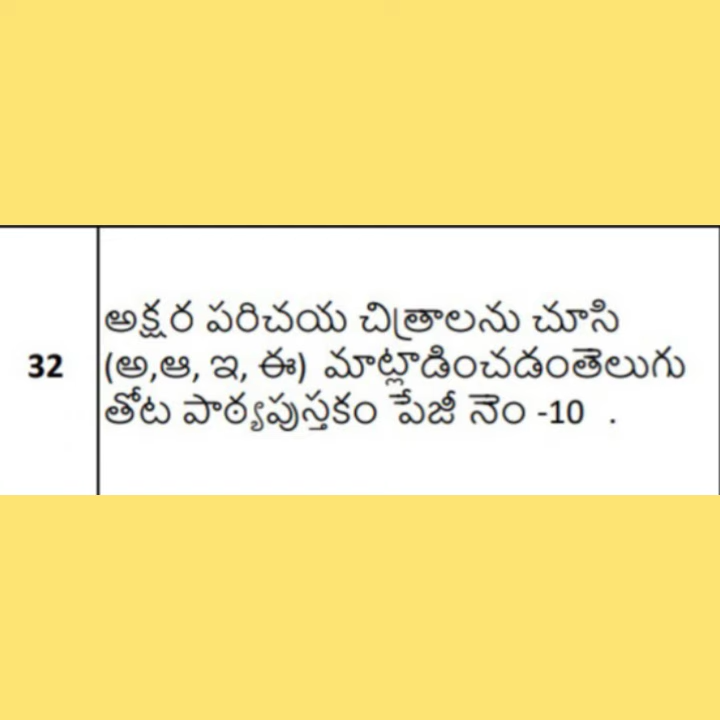 అక్షర పరిచయ చిత్రాలను చూసి
32 (అ,ఆ, ఇ, ఈ) మాట్లాడించడంతెలుగు
తోట పాఠ్యపుస్తకం పేజీ నెం -10 .